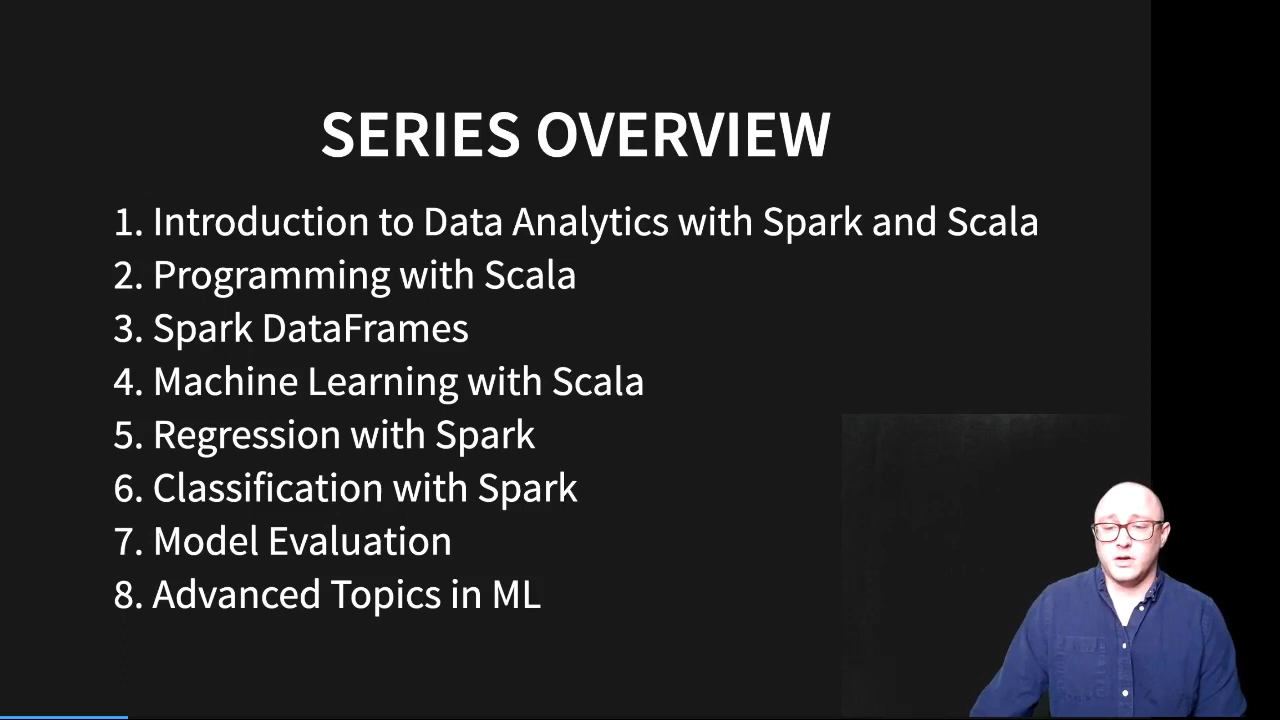 SERIES OVERVIEW
1. Introduction to Data Analytics with Spark and Scala
2. Programming with Scala
3. Spark DataFrames
4. Machine Learning with Scala
5. Regression with Spark
6. Classification with Spark
7. Model Evaluation
8. Advanced Topics in ML